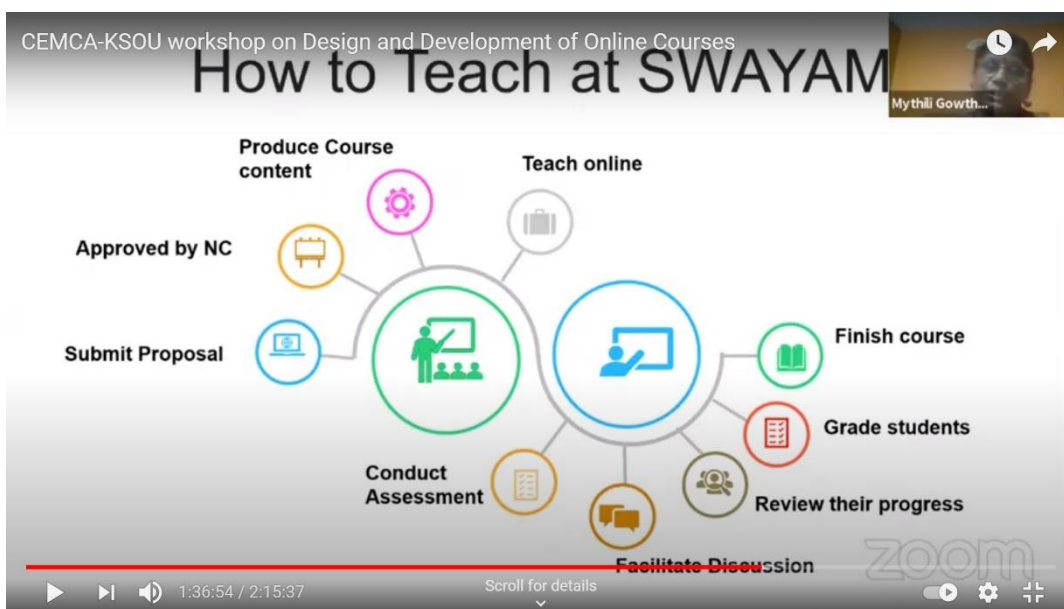 CEMCA-KSOU workshop on Design and Development of Online Courses
How to Teach at SWAYAM
Mythili Gowth...
Produce Course
content
Teach online
Approved by NC
Submit Proposal
Finish course
Grade students
Conduct
Assessment
Review their progress
Facilitate Discussion
zoom
1:36:54 / 2:15:37
Scroll for details